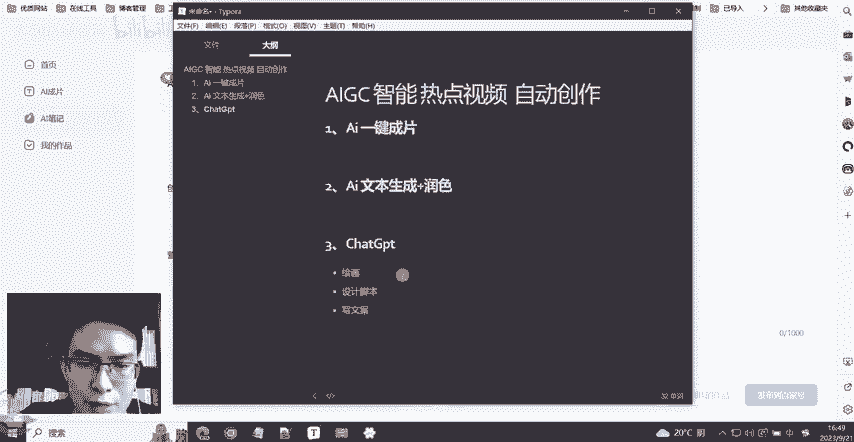 优质网站
在线工具
博客管理
已导入
其他收藏夹
bilibili
未命名• - Typora
文件(F) 编辑(E) 段落(P) 格式(O) 视图(V) 主题(T) 帮助(H)
文件
大纲
AIGC 智能 热点视频 自动创作
1、Ai 一键成片
2、Ai 文本生成+润色
3、ChatGpt
首页
AI成片
AI笔记
我的作品
AIGC 智能 热点视频 自动创作
1、Ai 一键成片
2、Ai 文本生成+润色
3、ChatGpt
绘画
设计脚本
写文案
0/1000
32 单词
搜索
20°C 阴
中
16:49
2023/9/21